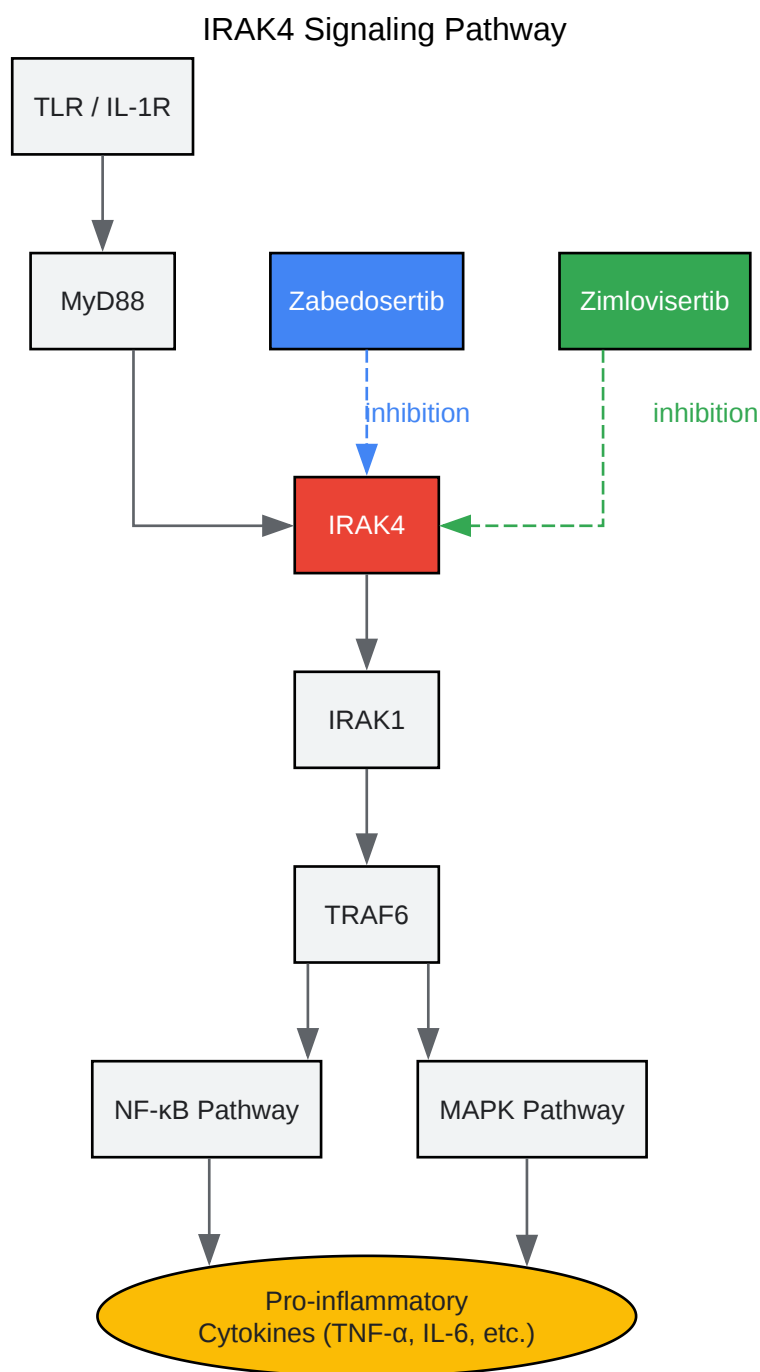 IRAK4 Signaling Pathway
TLR / IL-1R
MyD88
Zabedosertib
Zimlovisertib
inhibition
inhibition
IRAK4
IRAK1
TRAF6
NF-κB Pathway
MAPK Pathway
Pro-inflammatory
Cytokines (TNF-α, IL-6, etc.)